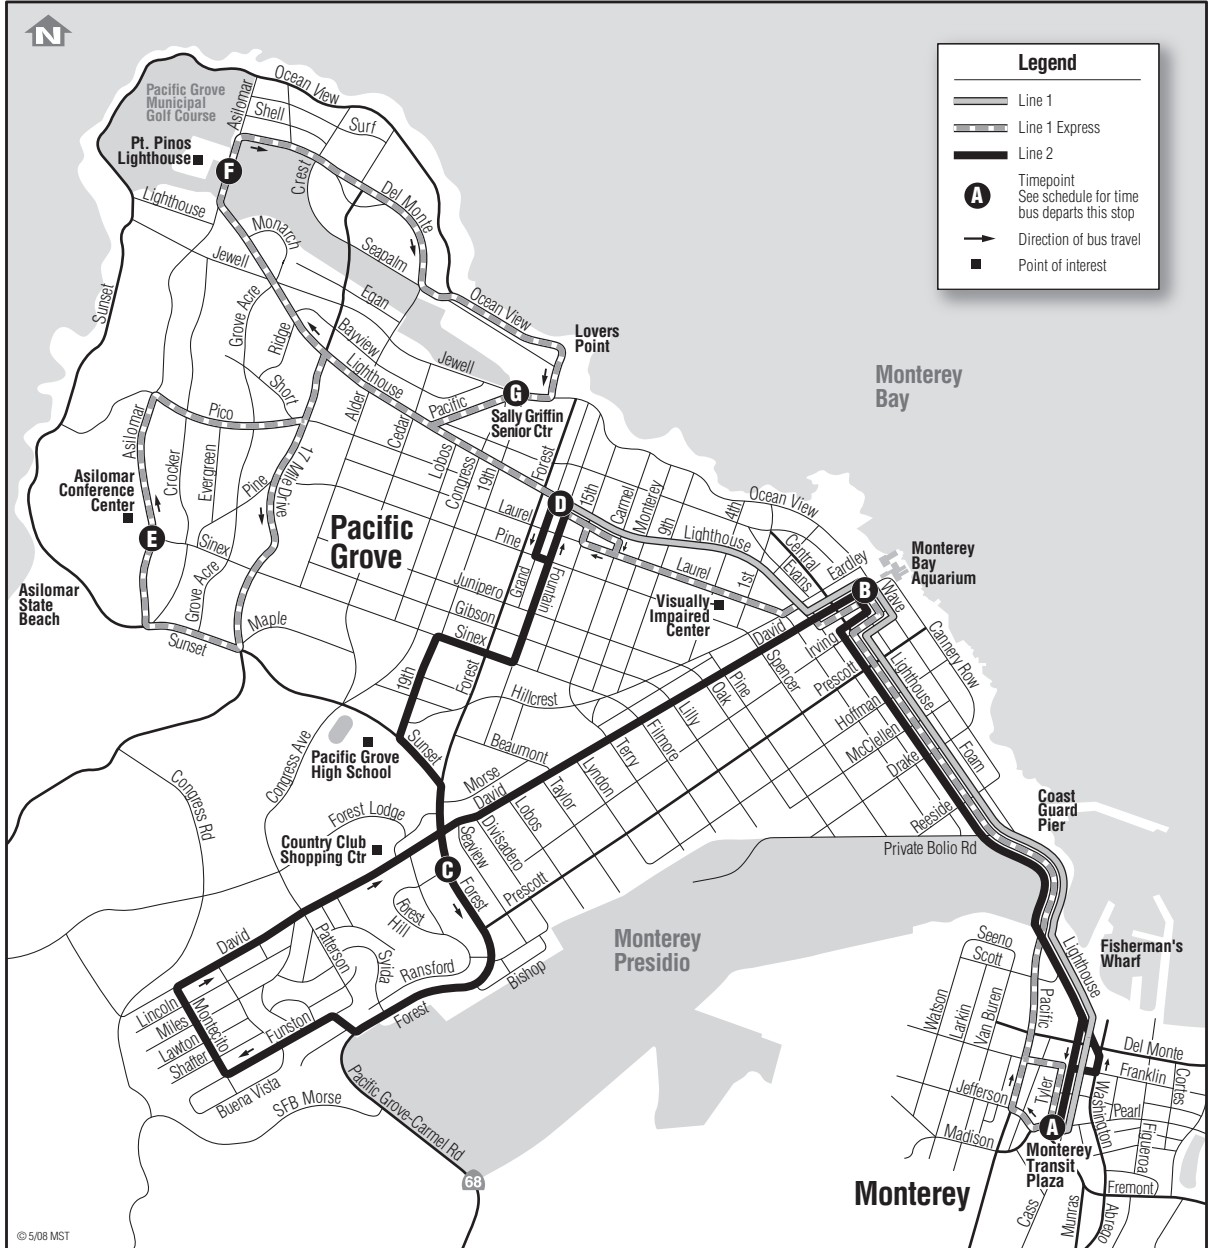 N
Legend
Line 1
Line 1 Express
Line 2
A
Timepoint
See schedule for time
bus departs this stop
Direction of bus travel
Point of interest
Ocean View
Pacific Grove
Municipal
Golf Course
Asilomar
Shell
Surf
Pt. Pinos
Lighthouse
F
Crest
Del Monte
Lighthouse
Monarch
Jewell
Seapalm
Egan
Ocean View
Sunset
Grove Acre
Ridge
Bayview
Lovers
Point
Jewell
Lighthouse
Short
Alder
Pacific
G
Sally Griffin
Senior Ctr
Monterey
Bay
Pico
Asilomar
Cedar
Lobos
Congress
19th
Forest
Crocker
Evergreen
Pine
17 Mile Drive
Asilomar
Conference
Center
D
15th
Carmel
Monterey
9th
4th
Ocean View
Laurel
Pine
Pacific
Grove
E
Sinex
Grove Acre
Lighthouse
Central
Evans
Eardley
Monterey
Bay
Aquarium
Laurel
1st
Junipero
Grand
Fountain
Gibson
Sinex
Asilomar
State
Beach
Sunset
Maple
Visually
Impaired
Center
B
Wave
David
Irving
Cannery Row
Spencer
Prescott
Lighthouse
19th
Forest
Hillcrest
Pine
Oak
Lilly
Filmore
Terry
Lyndon
Taylor
Lobos
Divisadero
Seaview
Hoffman
McClellen
Drake
Foam
Reeside
Pacific Grove
High School
Sunset
Beaumont
Morse
David
Congress Ave
Congress Rd
Forest Lodge
Country Club
Shopping Ctr
C
Forest
Prescott
Coast
Guard
Pier
Private Bolio Rd
Forest
Hill
David
Patterson
Sylida
Ransford
Bishop
Monterey
Presidio
Lincoln
Miles
Lawton
Shafter
Montecito
Funston
Forest
Buena Vista
SFB Morse
Pacific Grove-Carmel Rd
68
Seeno
Scott
Lighthouse
Fisherman's
Wharf
Watson
Larkin
Van Buren
Pacific
Del Monte
Franklin
Cortes
Jefferson
Tyler
Washington
Pearl
Figueroa
Madison
A
Monterey
Transit
Plaza
Monterey
Fremont
Cass
Munras
Abrego
© 5/08 MST